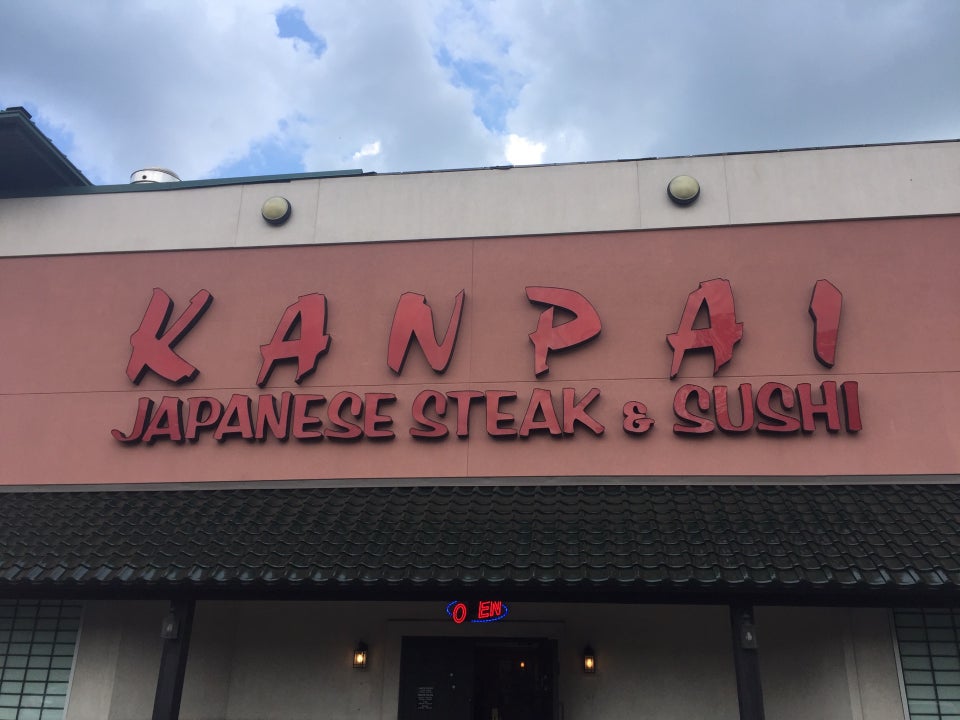 KANPAI
JAPANESE STEAK & SUSHI
O EN